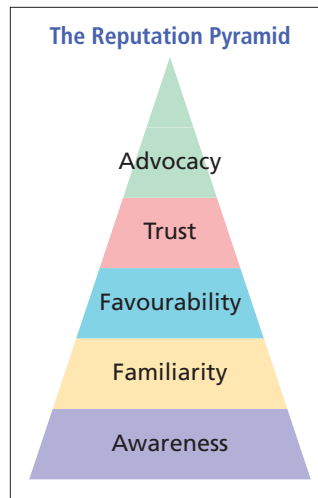 The Reputation Pyramid
Advocacy
Trust
Favourability
Familiarity
Awareness